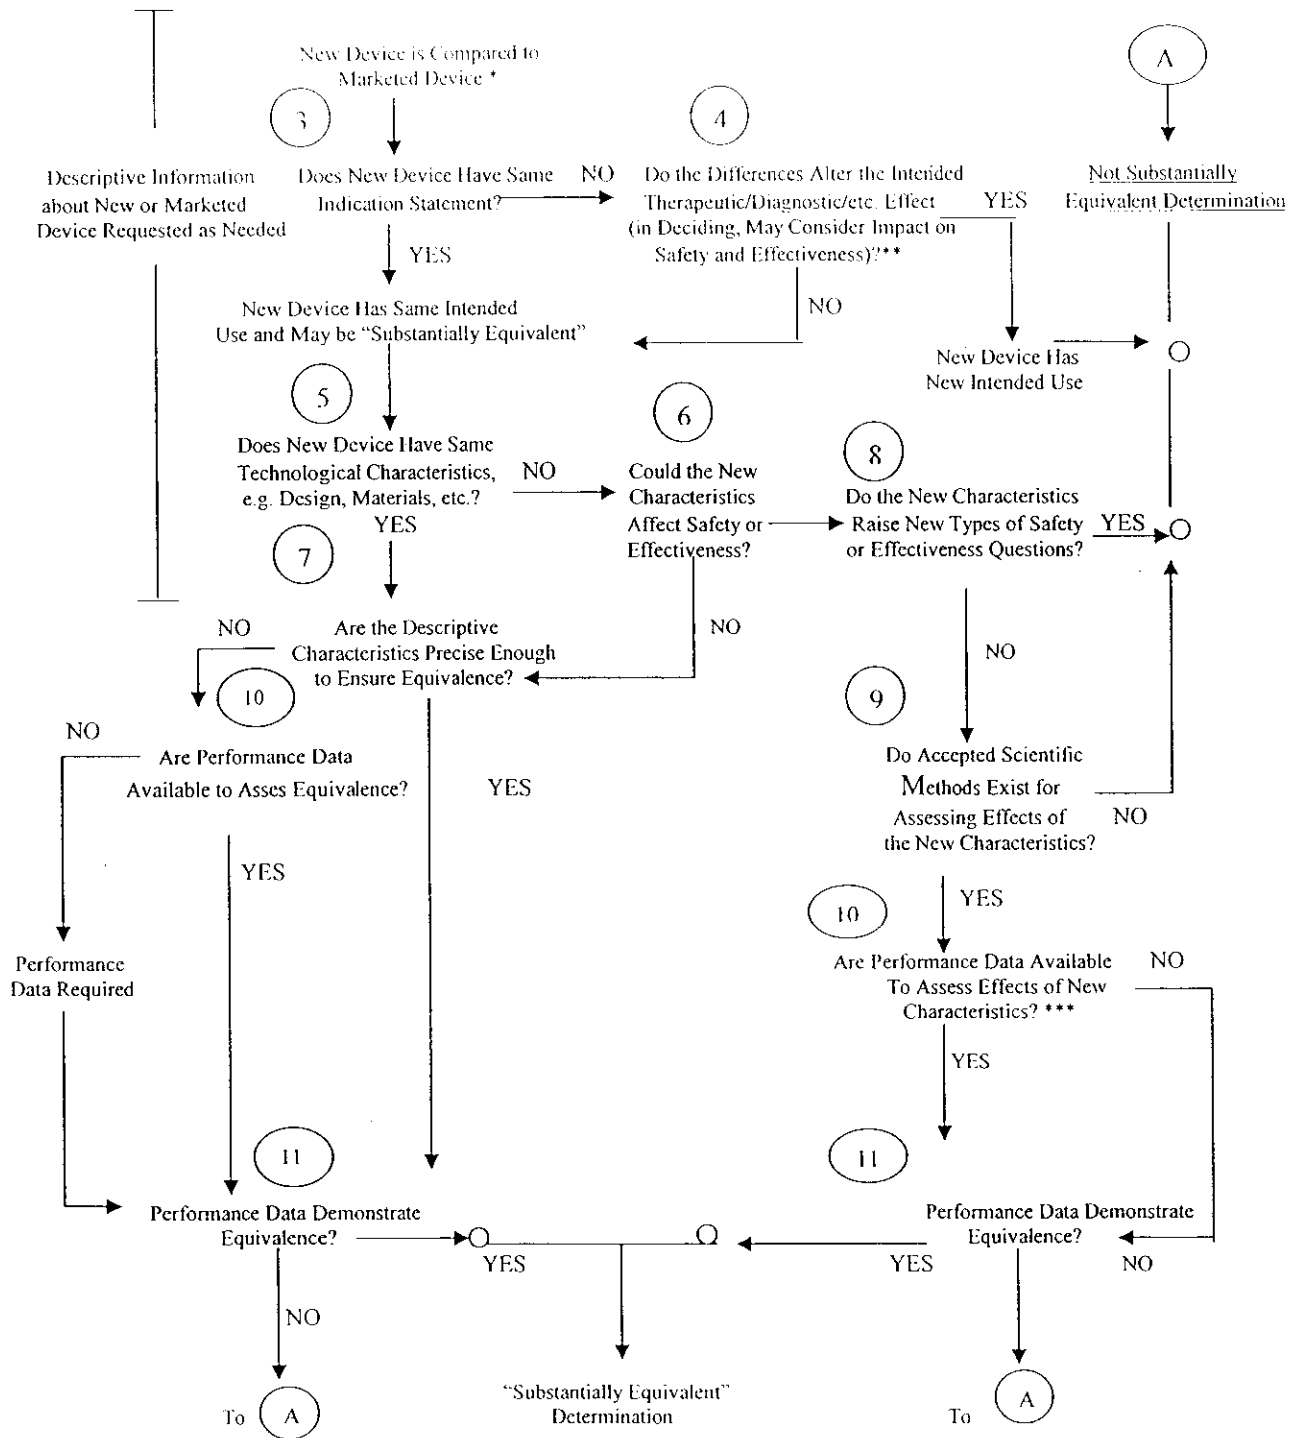 New Device is Compared to
Marketed Device *
A
3
4
Descriptive Information
about New or Marketed
Device Requested as Needed
Does New Device Have Same
Indication Statement?
NO
Do the Differences Alter the Intended
Therapeutic/Diagnostic/etc. Effect
(in Deciding, May Consider Impact on
Safety and Effectiveness)?**
YES
Not Substantially
Equivalent Determination
YES
NO
New Device Has Same Intended
Use and May be “Substantially Equivalent”
New Device Has
New Intended Use
5
6
8
Does New Device Have Same
Technological Characteristics,
e.g. Design, Materials, etc.?
NO
Could the New
Characteristics
Affect Safety or
Effectiveness?
Do the New Characteristics
Raise New Types of Safety
or Effectiveness Questions?
YES
YES
7
NO
Are the Descriptive
Characteristics Precise Enough
to Ensure Equivalence?
NO
NO
10
9
NO
Are Performance Data
Available to Asses Equivalence?
YES
Do Accepted Scientific
Methods Exist for
Assessing Effects of
the New Characteristics?
NO
YES
YES
10
Performance
Data Required
Are Performance Data Available
To Assess Effects of New
Characteristics? ***
NO
YES
11
11
Performance Data Demonstrate
Equivalence?
YES
Performance Data Demonstrate
Equivalence?
YES
NO
NO
To
A
“Substantially Equivalent”
Determination
To
A